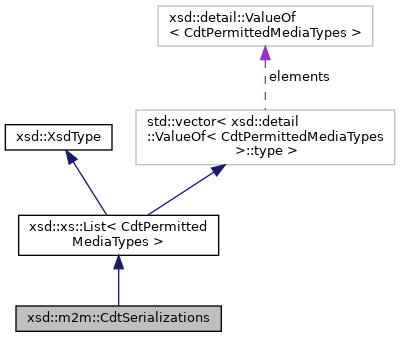 xsd::detail::ValueOf
< CdtPermittedMediaTypes >
elements
xsd::XsdType
std::vector< xsd::detail
::ValueOf< CdtPermittedMediaTypes
>::type >
xsd::xs::List< CdtPermitted
MediaTypes >
xsd::m2m::CdtSerializations